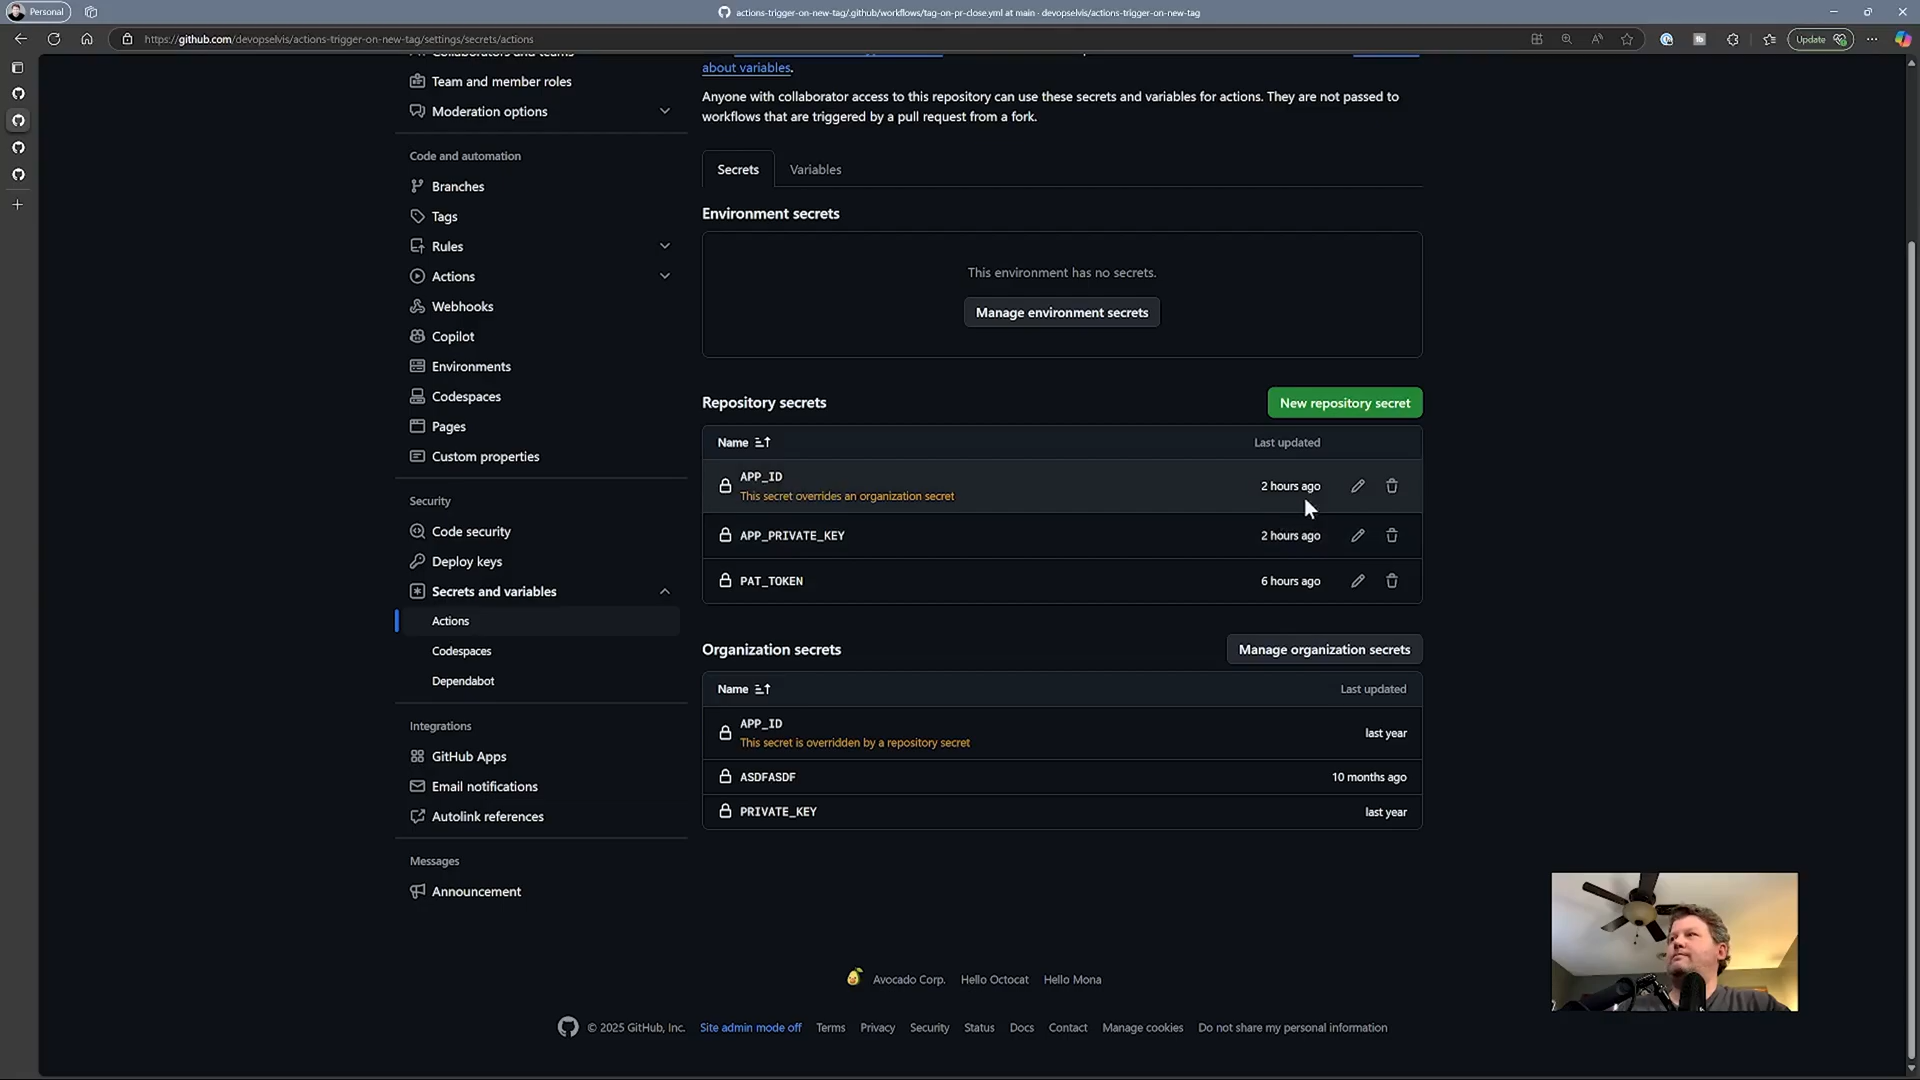 Personal
actions-trigger-on-new-tag/.github/workflows/tag-on-pr-close.yml at main · devopselvis/actions-trigger-on-new-tag
https://github.com/devopselvis/actions-trigger-on-new-tag/settings/secrets/actions
Update
Team and member roles
Moderation options
Code and automation
Branches
Tags
Rules
Actions
Webhooks
Copilot
Environments
Codespaces
Pages
Custom properties
Security
Code security
Deploy keys
Secrets and variables
Actions
Codespaces
Dependabot
Integrations
GitHub Apps
Email notifications
Autolink references
Messages
Announcement
about variables.
Anyone with collaborator access to this repository can use these secrets and variables for actions. They are not passed to
workflows that are triggered by a pull request from a fork.
Secrets
Variables
Environment secrets
This environment has no secrets.
Manage environment secrets
Repository secrets
New repository secret
Name
Last updated
APP_ID
This secret overrides an organization secret
2 hours ago
APP_PRIVATE_KEY
2 hours ago
PAT_TOKEN
6 hours ago
Organization secrets
Manage organization secrets
Name
Last updated
APP_ID
This secret is overridden by a repository secret
last year
ASDFASDF
10 months ago
PRIVATE_KEY
last year
Avocado Corp. Hello Octocat Hello Mona
© 2025 GitHub, Inc. Site admin mode off Terms Privacy Security Status Docs Contact Manage cookies Do not share my personal information